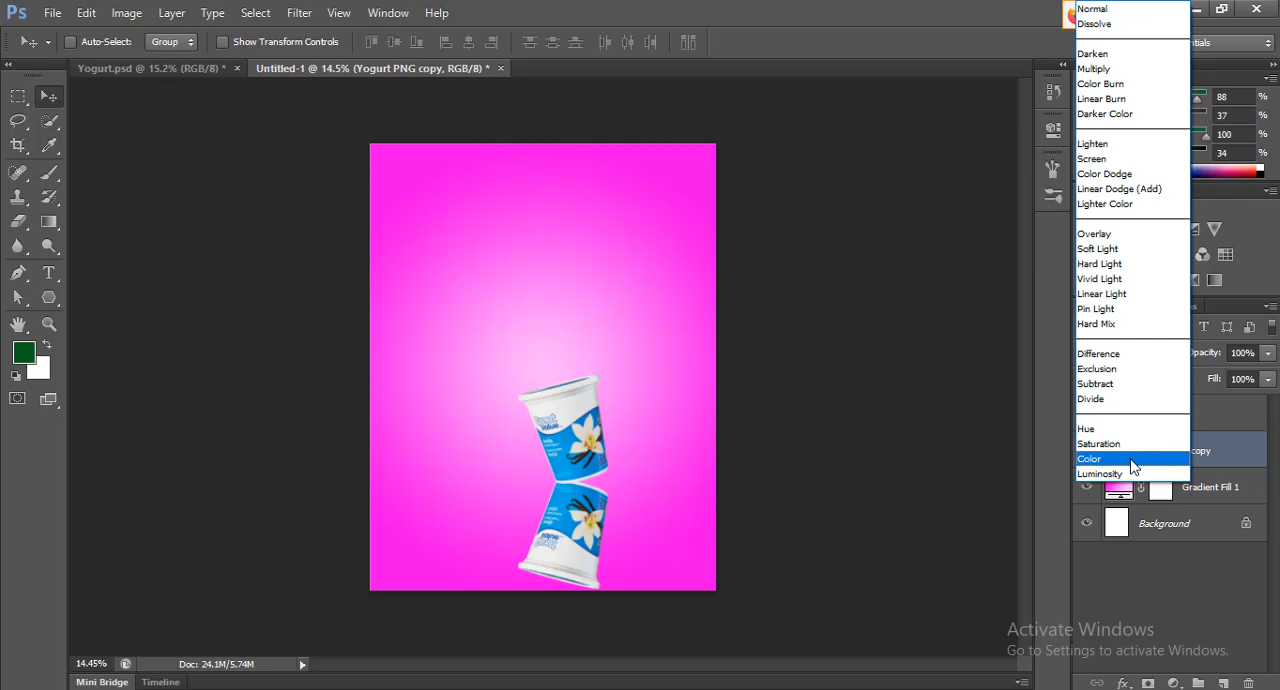 Ps File Edit Image Layer Type Select Filter View Window Help
Auto-Select: Group Show Transform Controls
Yogurt.psd @ 15.2% (RGB/8) * × Untitled-1 @ 14.5% (Yogurt PNG copy, RGB/8) * ×
Normal
Dissolve
Darken
Multiply
Color Burn
Linear Burn
Darker Color
Lighten
Screen
Color Dodge
Linear Dodge (Add)
Lighter Color
Overlay
Soft Light
Hard Light
Vivid Light
Linear Light
Pin Light
Hard Mix
Difference
Exclusion
Subtract
Divide
Hue
Saturation
Color
Luminosity
ntials
88 %
37 %
100 %
34 %
pacity: 100%
Fill: 100%
copy
Gradient Fill 1
Background
value
vanilla
Activate Windows
Go to Settings to activate Windows.
14.45% Doc: 24.1M/5.74M
Mini Bridge Timeline